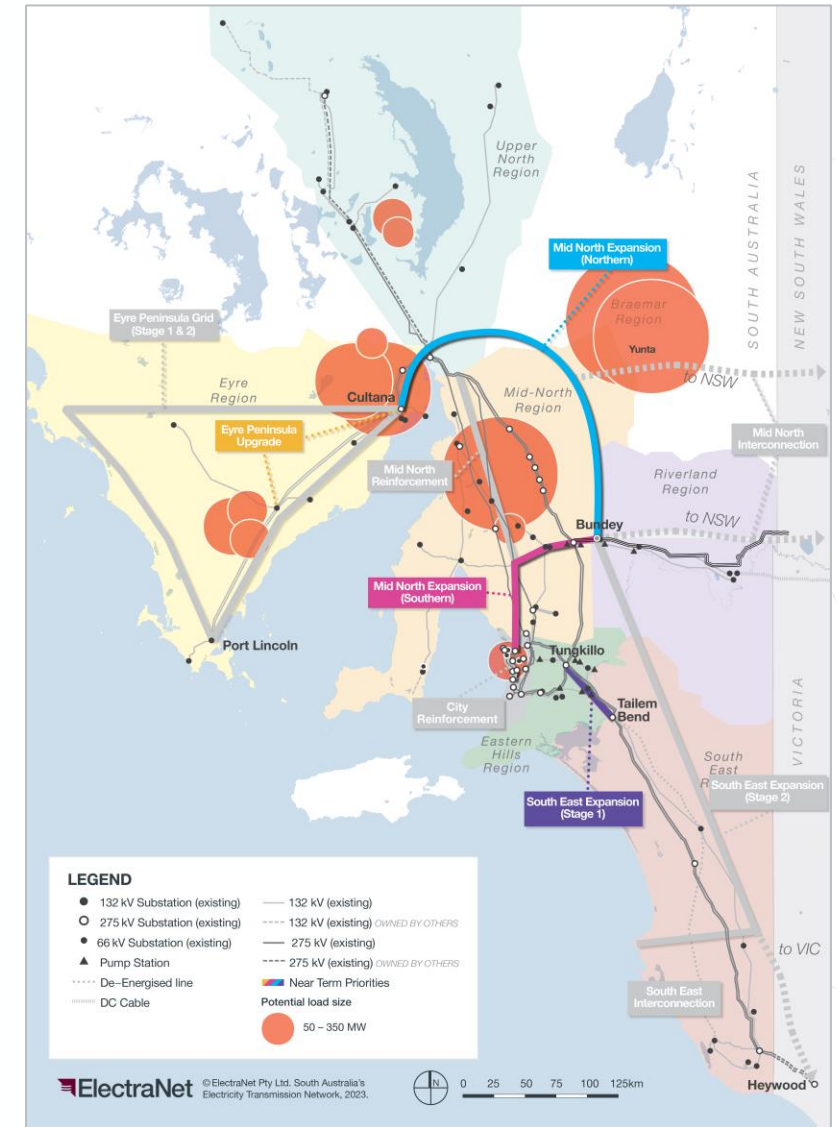 Upper
North
Region
Mid North Expansion
(Northern)
SOUTH AUSTRALIA
NEW SOUTH WALES
Braemar
Region
Yunta
Eyre Peninsula Grid
(Stage 1 & 2)
to NSW
Eyre
Region
Cultana
Mid-North
Region
Eyre Peninsula
Upgrade
Mid North
Interconnection
Mid North
Reinforcement
Riverland
Region
to NSW
Bundey
Mid North Expansion
(Southern)
Port Lincoln
Tungkillo
Tailem
Bend
City
Reinforcement
VICTORIA
Eastern
Hills
Region
South
East
R
South East Expansion
(Stage 2)
South East Expansion
(Stage 1)
to VIC
South East
Interconnection
Heywood
LEGEND
132 kV Substation (existing)
275 kV Substation (existing)
66 kV Substation (existing)
Pump Station
De-Energised line
DC Cable
132 kV (existing)
132 kV (existing) OWNED BY OTHERS
275 kV (existing)
275 kV (existing) OWNED BY OTHERS
Near Term Priorities
Potential load size
50 – 350 MW
ElectraNet
©ElectraNet Pty Ltd. South Australia's
Electricity Transmission Network, 2023.
N
0 25 50 75 100 125km